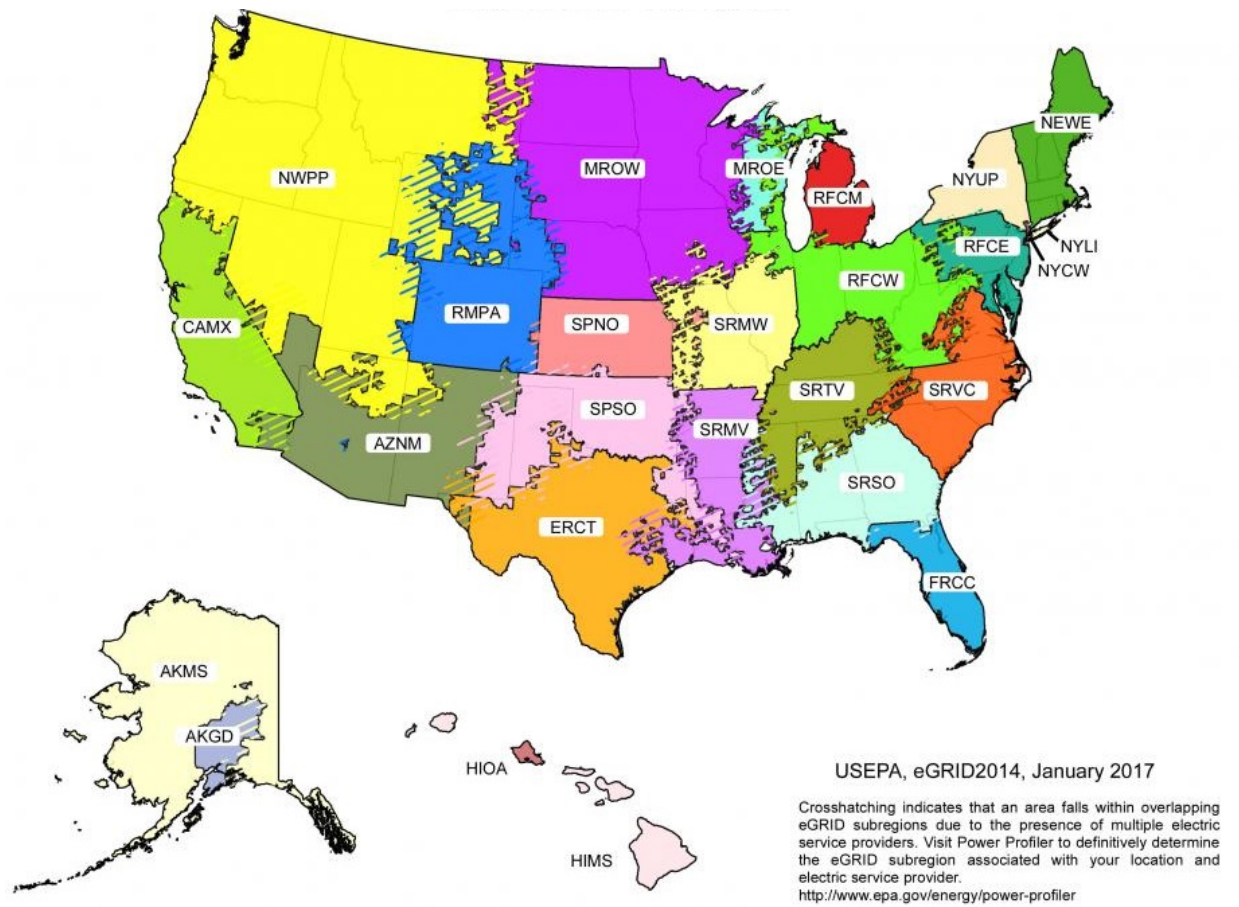 NEWE
NWPP
MROW
MROE
NYUP
RFCM
RFCE
NYLI
NYCW
RFCW
CAMX
RMPA
SPNO
SRMW
SRTV
SRVC
SPSO
SRMV
AZNM
SRSO
ERCT
FRCC
AKMS
AKGD
HIOA
HIMS
USEPA, eGRID2014, January 2017
Crosshatching indicates that an area falls within overlapping
eGRID subregions due to the presence of multiple electric
service providers. Visit Power Profiler to definitively determine
the eGRID subregion associated with your location and
electric service provider.
http://www.epa.gov/energy/power-profiler